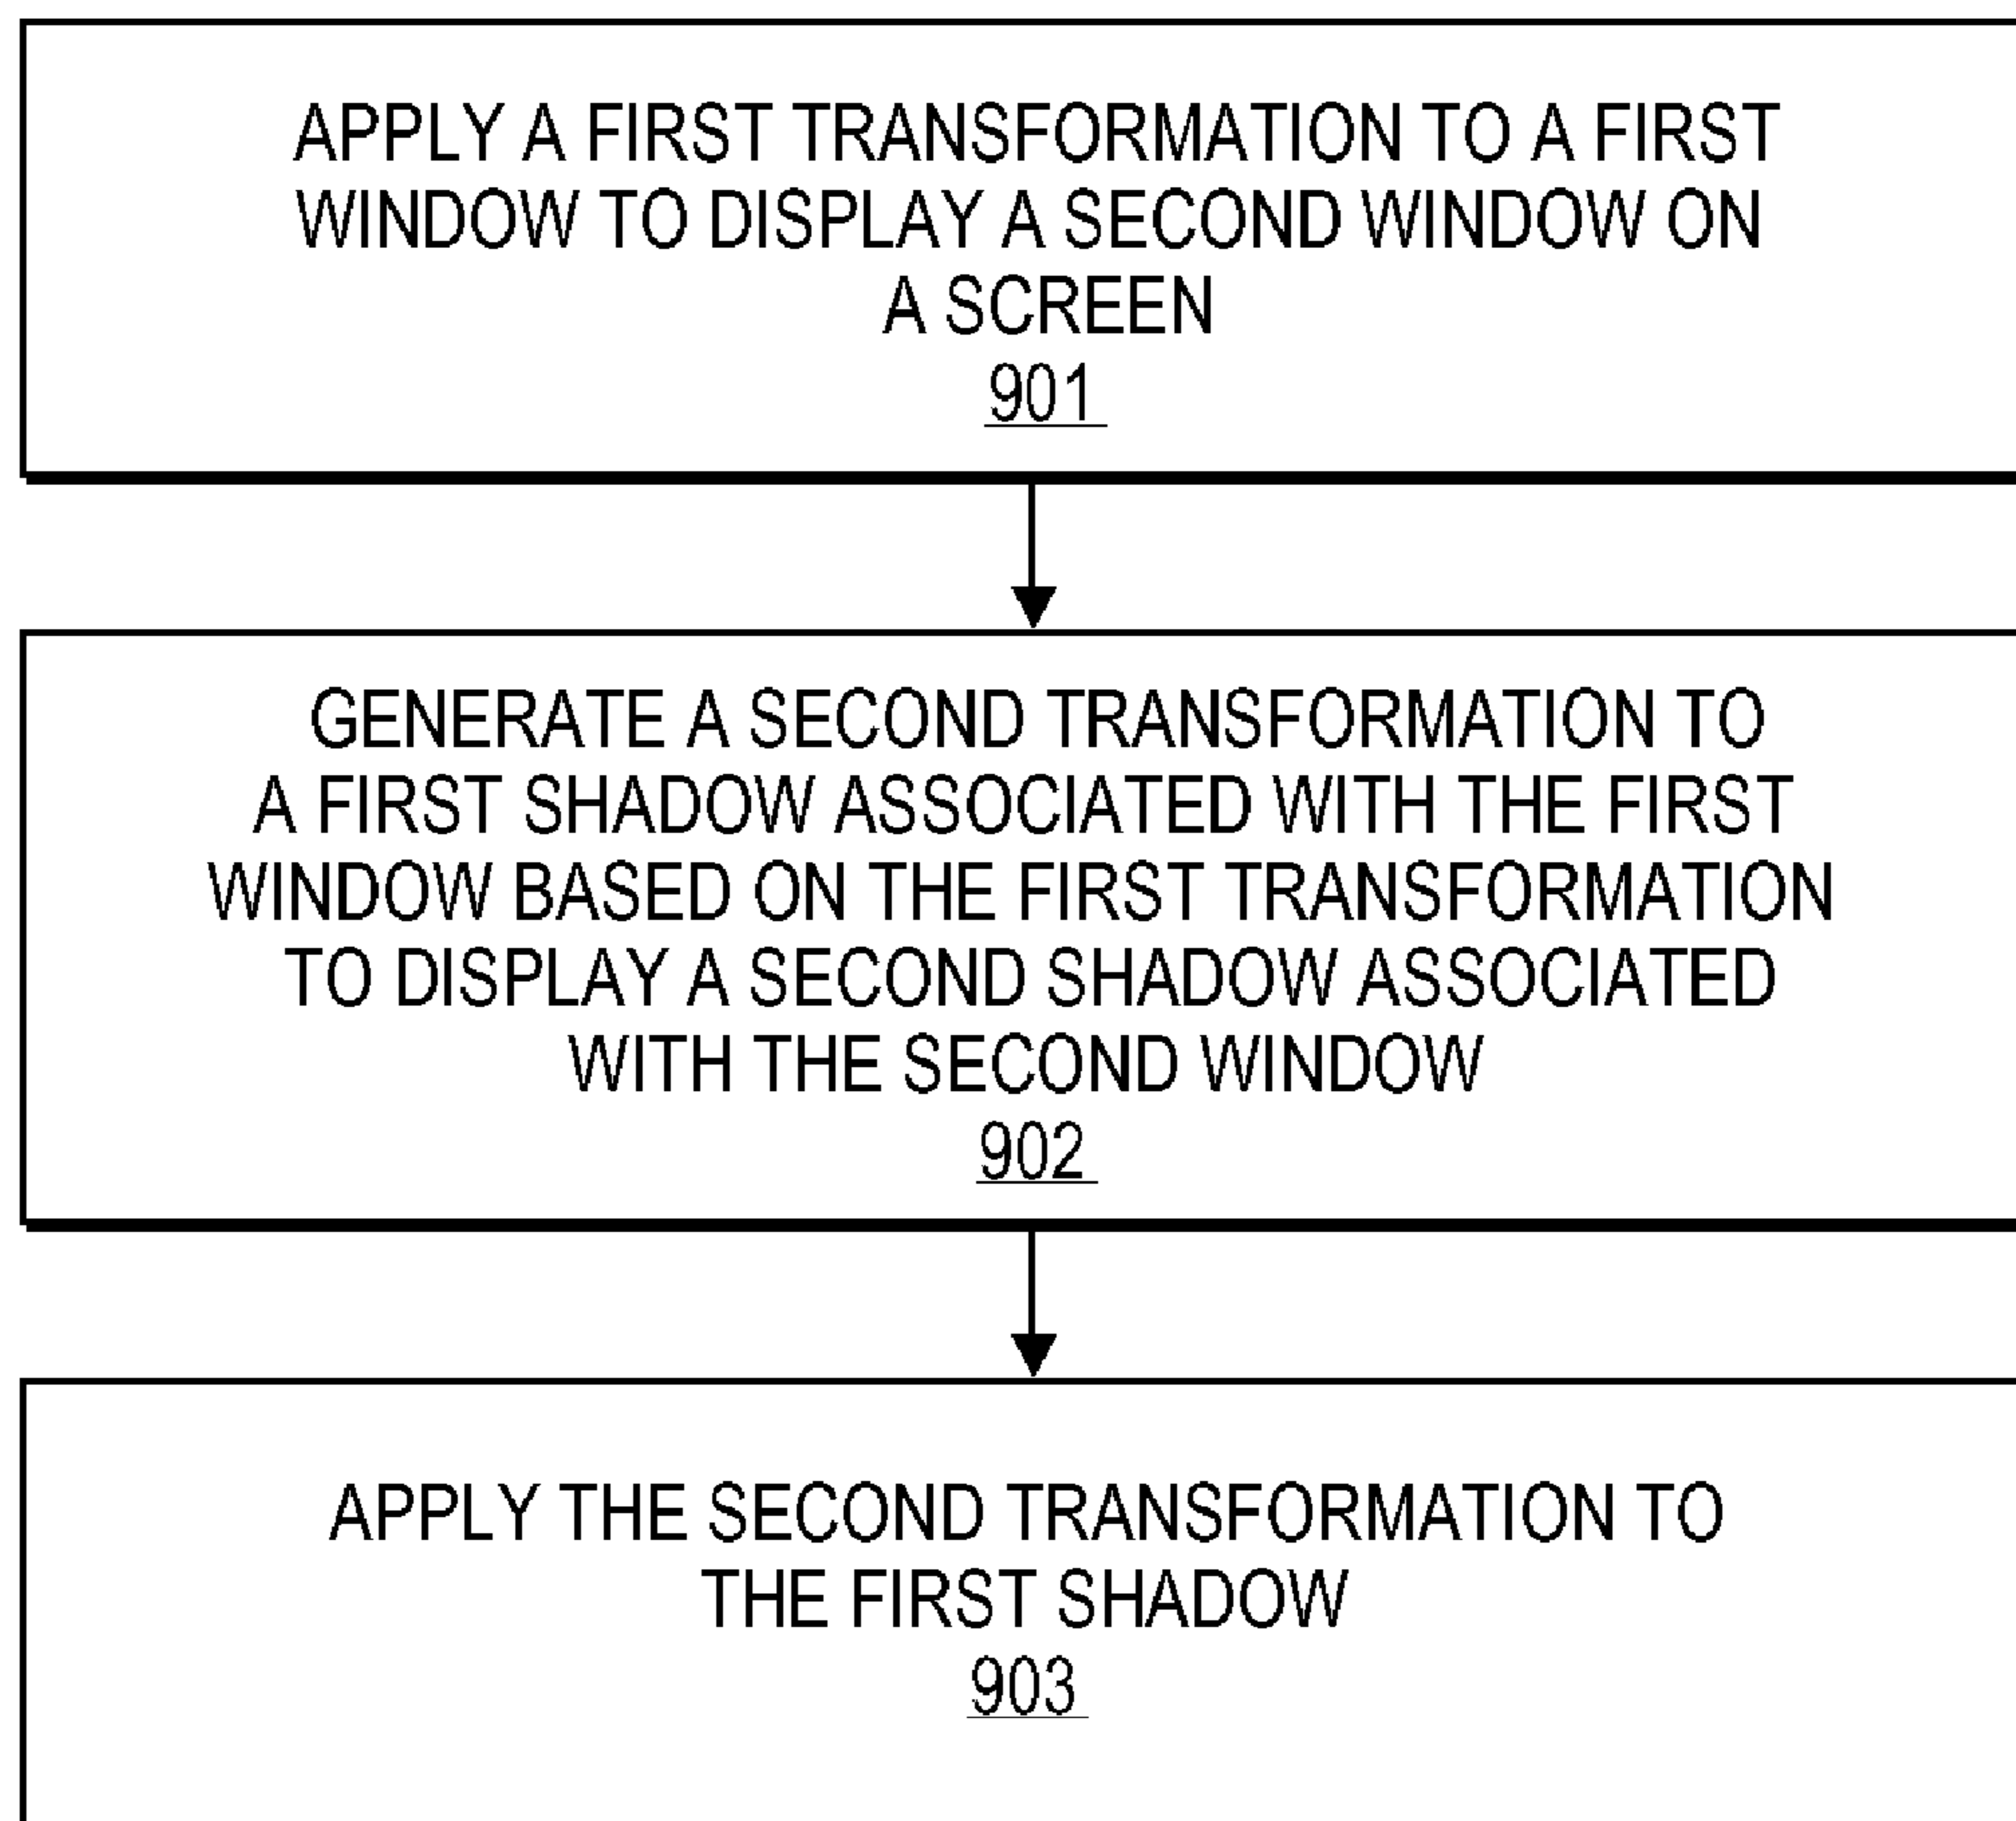 APPLY A FIRST TRANSFORMATION TO A FIRST
WINDOW TO DISPLAY A SECOND WINDOW ON
A SCREEN
901
GENERATE A SECOND TRANSFORMATION TO
A FIRST SHADOW ASSOCIATED WITH THE FIRST
WINDOW BASED ON THE FIRST TRANSFORMATION
TO DISPLAY A SECOND SHADOW ASSOCIATED
WITH THE SECOND WINDOW
902
APPLY THE SECOND TRANSFORMATION TO
THE FIRST SHADOW
903